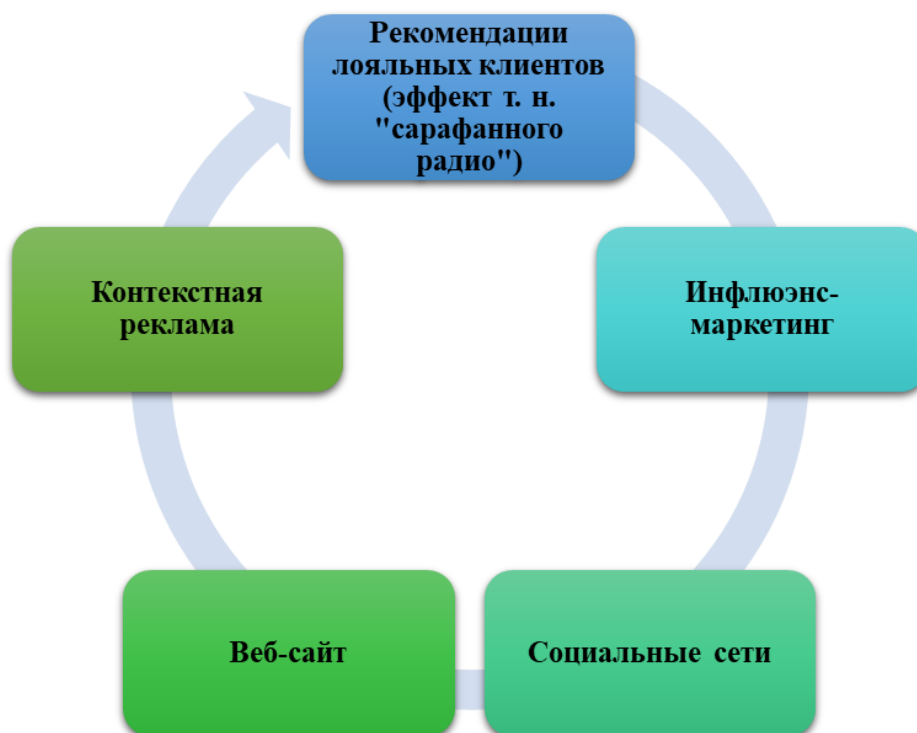 Рекомендации
лояльных клиентов
(эффект т. н.
"сарафанного
радио")
Инфлюэнс-
маркетинг
Социальные сети
Веб-сайт
Контекстная
реклама